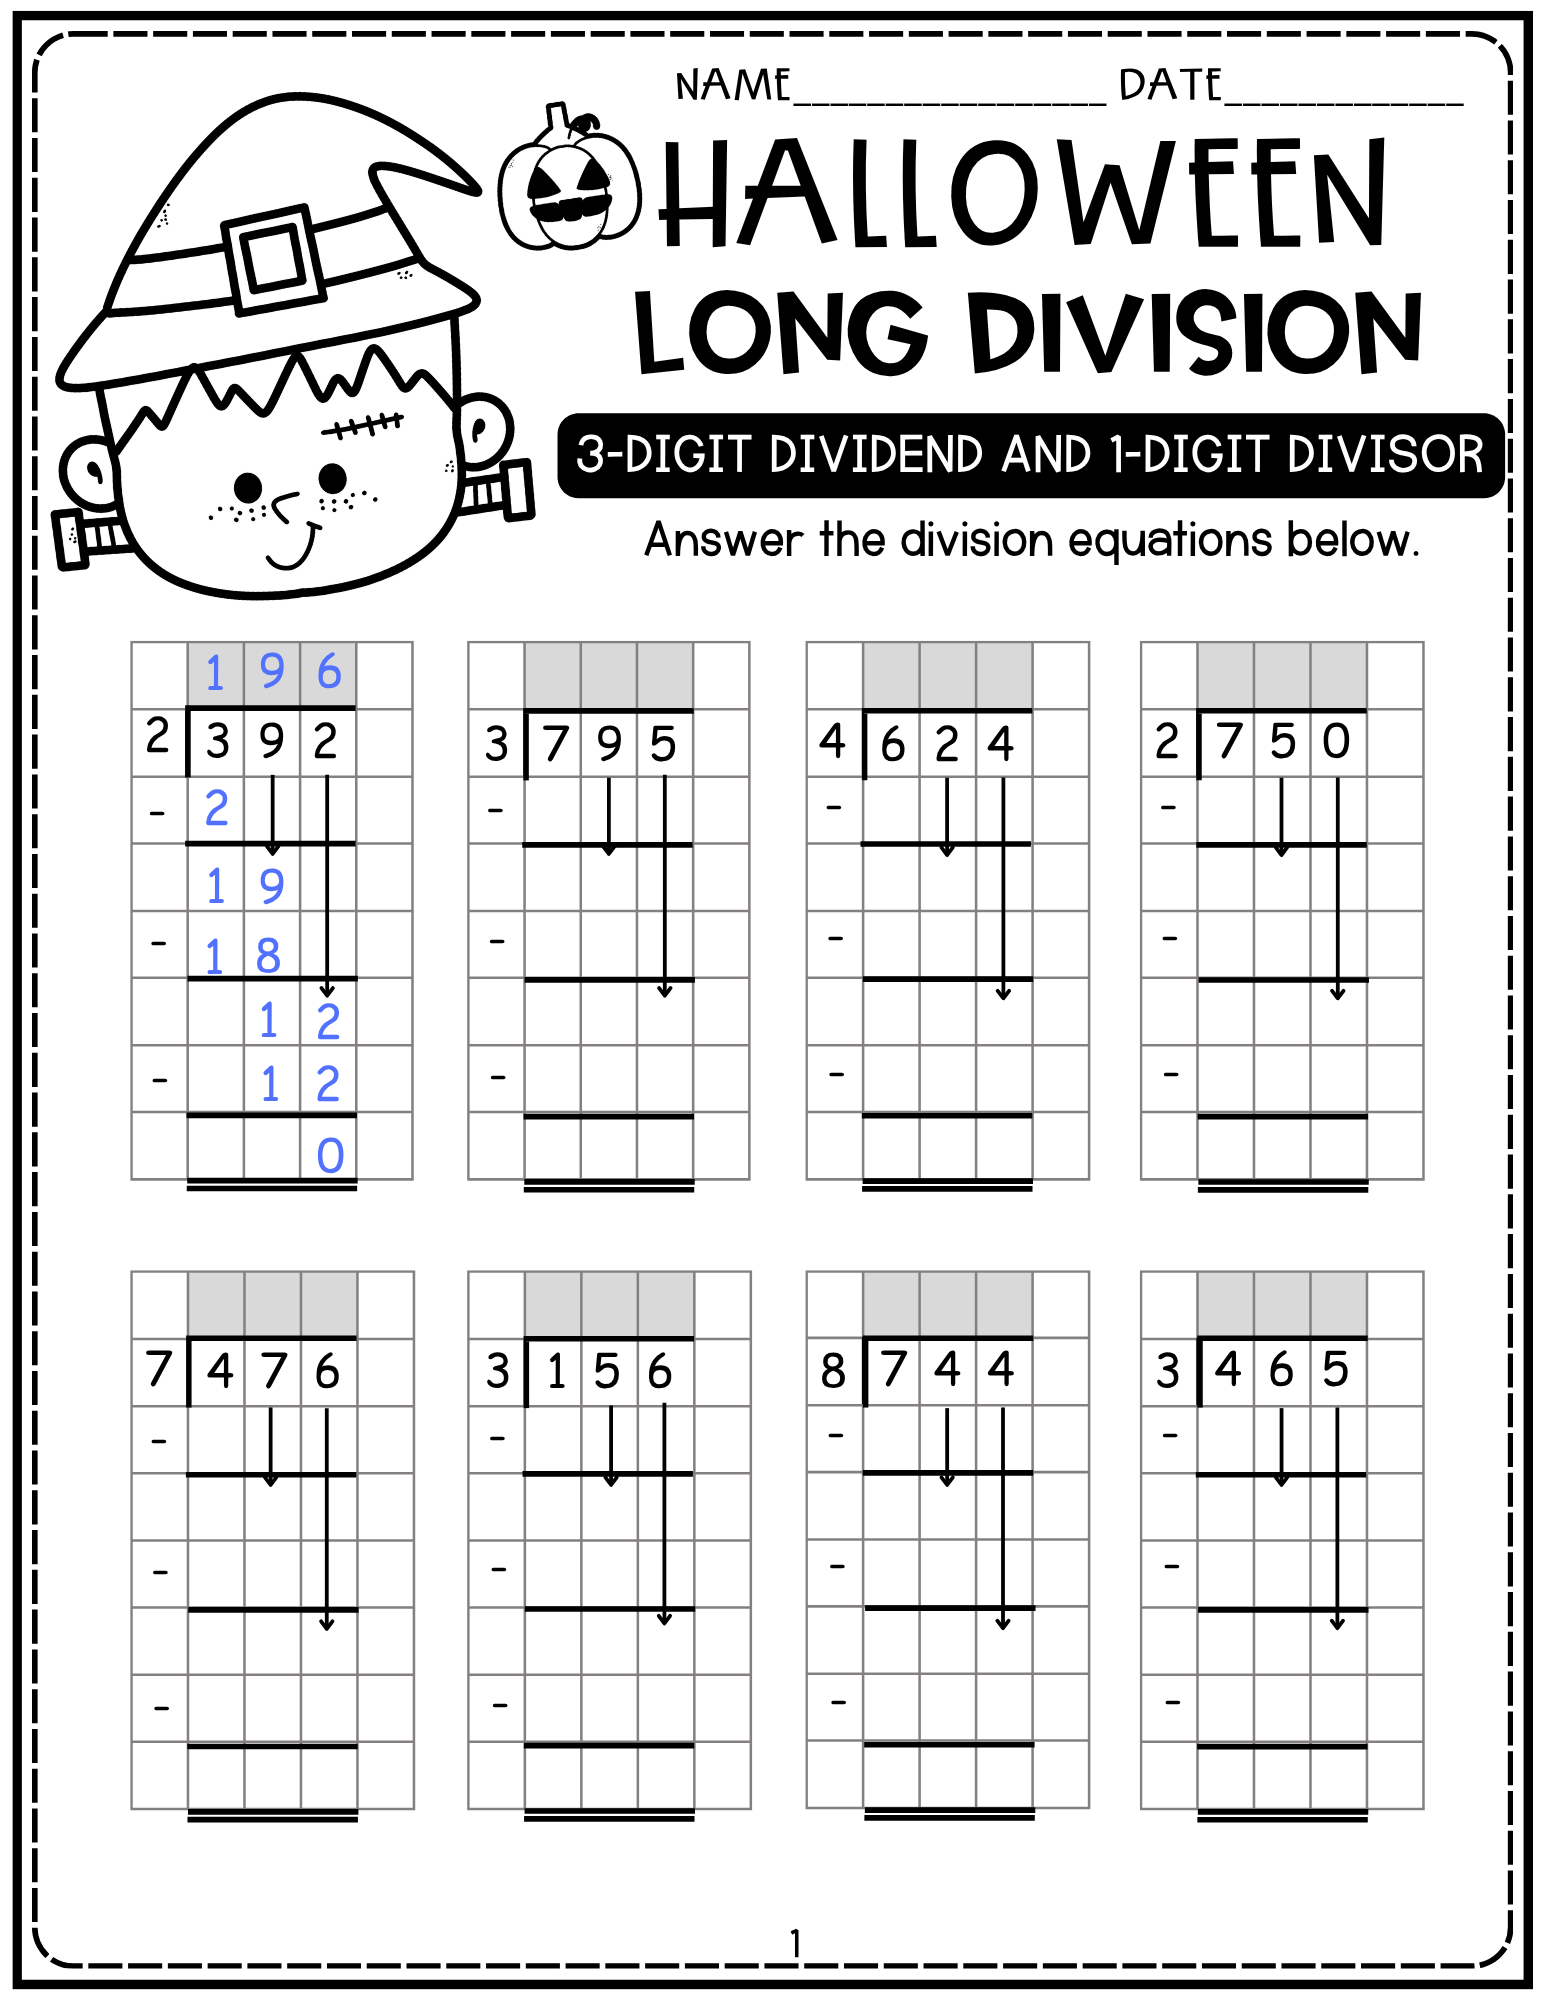 NAME_________________ DATE_____________
HALLOWEEN
LONG DIVISION
3-DIGIT DIVIDEND AND 1-DIGIT DIVISOR
Answer the division equations below.
1 9 6
2 3 9 2 3 7 9 5 4 6 2 4 2 7 5 0
- 2 - - -
1 9
- 1 8 - - -
1 2
- 1 2 - - -
0
7 4 7 6 3 1 5 6 8 7 4 4 3 4 6 5
- - - -
- - - -
- - - -
1